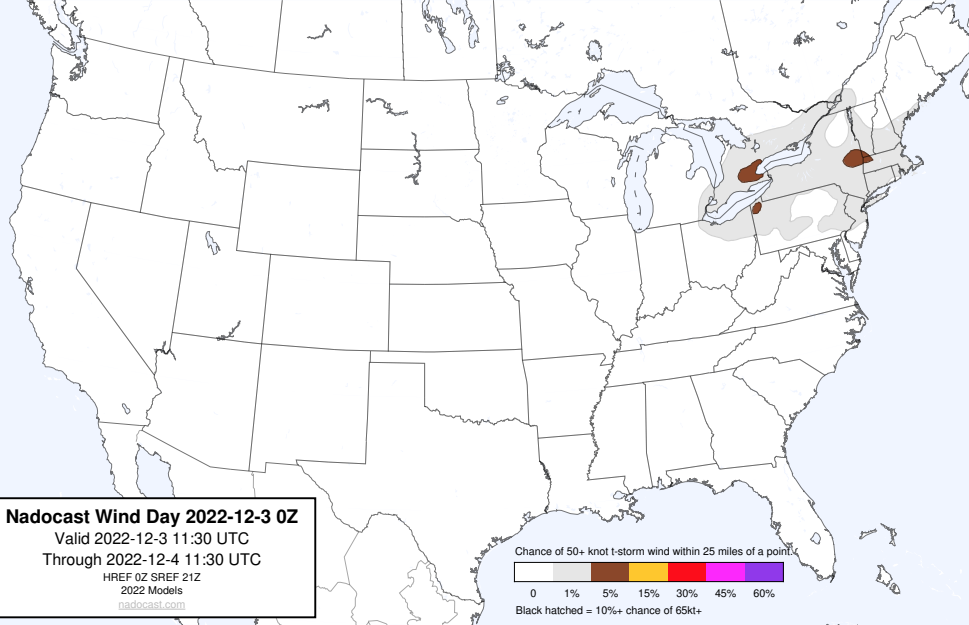 Nadocast Wind Day 2022-12-3 0Z
Valid 2022-12-3 11:30 UTC
Through 2022-12-4 11:30 UTC
HREF 0Z SREF 21Z
2022 Models
nadocast.com
Chance of 50+ knot t-storm wind within 25 miles of a point.
0 1% 5% 15% 30% 45% 60%
Black hatched = 10%+ chance of 65kt+